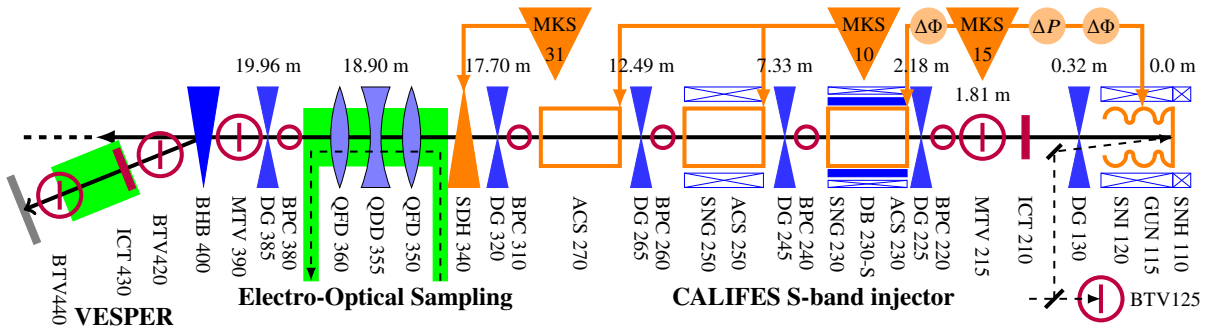 MKS
31
MKS
10
ΔΦ
MKS
15
ΔP
ΔΦ
19.96 m
18.90 m
17.70 m
12.49 m
7.33 m
2.18 m
1.81 m
0.32 m
0.0 m
BTV440
ICT 430
BTV420
BHB 400
MTV 390
DG 385
BPC 380
QFD 360
QDD 355
QFD 350
SDH 340
DG 320
BPC 310
ACS 270
DG 265
BPC 260
SNG 250
ACS 250
DG 245
BPC 240
SNG 230
DB 230-S
ACS 230
DG 225
BPC 220
MTV 215
ICT 210
DG 130
SNI 120
GUN 115
SNH 110
BTV125
VESPER
Electro-Optical Sampling
CALIFES S-band injector